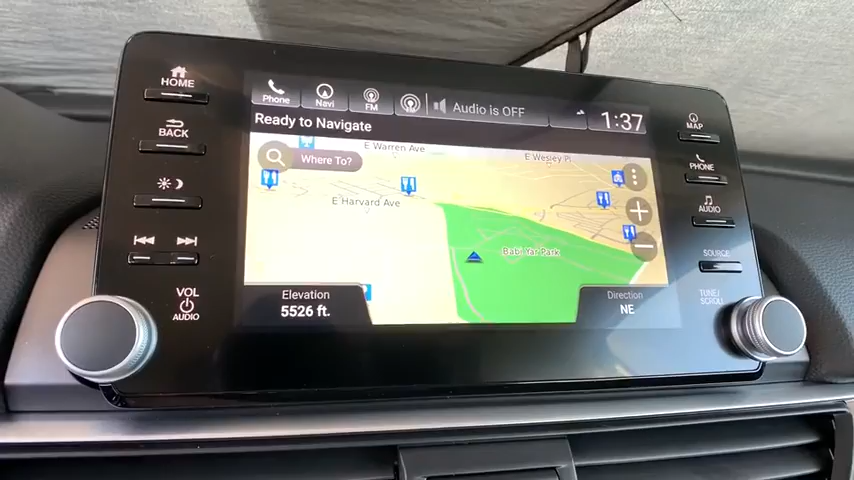 HOME
BACK
VOL
AUDIO
Phone
Navi
FM
Audio is OFF
1:37
Ready to Navigate
Where To?
E Warren Ave
E Wesley Pl
E Harvard Ave
Babi Yar Park
Elevation
5526 ft.
Direction
NE
MAP
PHONE
AUDIO
SOURCE
TUNE/
SCROLL